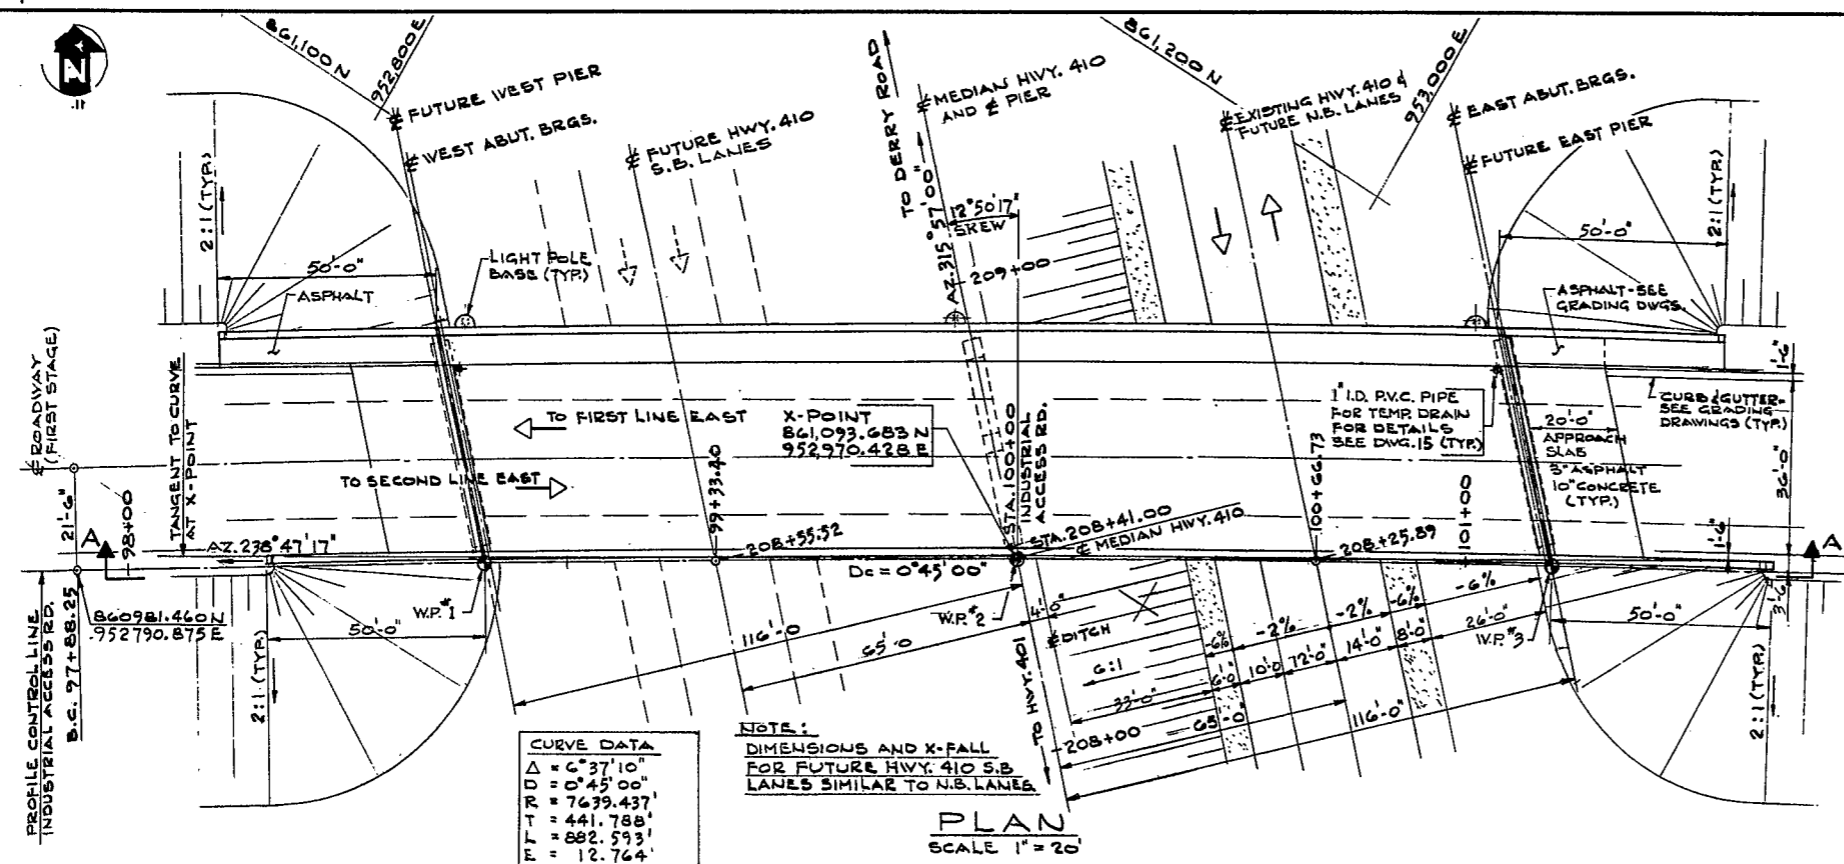 N
861,100 N
952,800 E
℄ FUTURE WEST PIER
℄ WEST ABUT. BRGS.
℄ FUTURE HWY. 410
S.B. LANES
TO DERRY ROAD
℄ MEDIAN HWY. 410
AND ℄ PIER
861,200 N
953,000 E
℄ EXISTING HWY. 410 &
FUTURE N.B. LANES
℄ EAST ABUT. BRGS.
℄ FUTURE EAST PIER
2:1 (TYP.)
50'-0"
ASPHALT
LIGHT POLE
BASE (TYP.)
AZ. 315° 57' 00"
12° 50' 17"
SKEW
209+00
50'-0"
2:1 (TYP.)
ASPHALT-SEE
GRADING DWGS.
℄ ROADWAY
(FIRST STAGE)
TANGENT TO CURVE
AT X-POINT
TO FIRST LINE EAST
TO SECOND LINE EAST
X-POINT
861,093.683 N
952,970.428 E
STA. 100+00
INDUSTRIAL
ACCESS RD.
1" I.D. P.V.C. PIPE
FOR TEMP. DRAIN
FOR DETAILS
SEE DWG. 15 (TYP.)
20'-0"
APPROACH
SLAB
3" ASPHALT
10" CONCRETE
(TYP.)
CURB & GUTTER-
SEE GRADING
DRAWINGS (TYP.)
1'-6"
36'-0"
1'-6"
3'-6"
21'-6"
A
98+00
AZ. 238° 47' 17"
99+33.40
208+55.52
Dc = 0° 45' 00"
STA. 208+41.00
℄ MEDIAN HWY. 410
100+66.73
208+25.89
101+00
A
PROFILE CONTROL LINE
INDUSTRIAL ACCESS RD.
B.C. 97+88.25
860981.460 N
952790.875 E
2:1 (TYP.)
50'-0"
W.P. #1
116'-0
65'-0
W.P. #2
4'-0"
℄ DITCH
6:1
-6%
-2%
-2%
-6%
-6%
33'-0"
6'-0
10'-0
12'-0"
14'-0"
8'-0"
26'-0"
W.P. #3
50'-0"
2:1 (TYP.)
TO HWY. 401
208+00
65'-0"
116'-0"
CURVE DATA
Δ = 6° 37' 10"
D = 0° 45' 00"
R = 7639.437'
T = 441.788'
L = 882.593'
E = 12.764'
NOTE:
DIMENSIONS AND X-FALL
FOR FUTURE HWY. 410 S.B.
LANES SIMILAR TO N.B. LANES
PLAN
SCALE 1" = 20'